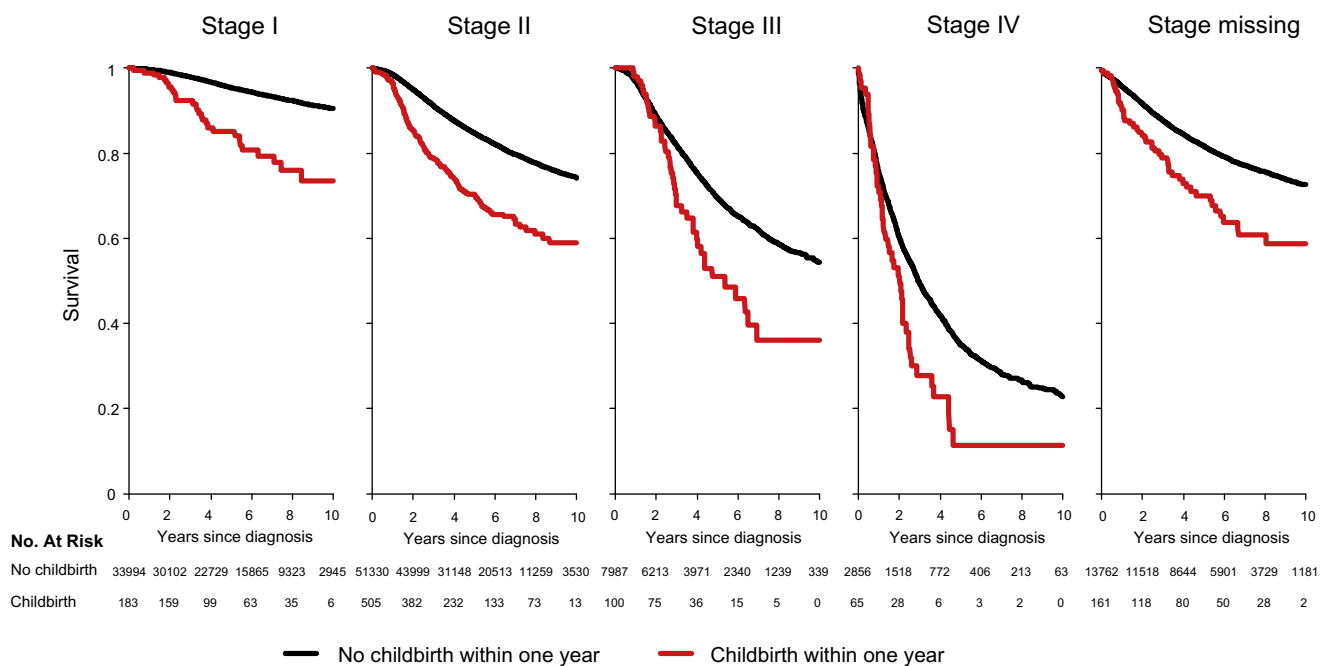 Stage I Stage II Stage III Stage IV Stage missing
1
0.8
0.6
0.4
0.2
0
Survival
0 2 4 6 8 10 0 2 4 6 8 10 0 2 4 6 8 10 0 2 4 6 8 10 0 2 4 6 8 10
Years since diagnosis Years since diagnosis Years since diagnosis Years since diagnosis Years since diagnosis
No. At Risk
No childbirth 33994 30102 22729 15865 9323 2945 51330 43999 31148 20513 11259 3530 7987 6213 3971 2340 1239 339 2856 1518 772 406 213 63 13762 11518 8644 5901 3729 1181
Childbirth 183 159 99 63 35 6 505 382 232 133 73 13 100 75 36 15 5 0 65 28 6 3 2 0 161 118 80 50 28 2
No childbirth within one year Childbirth within one year